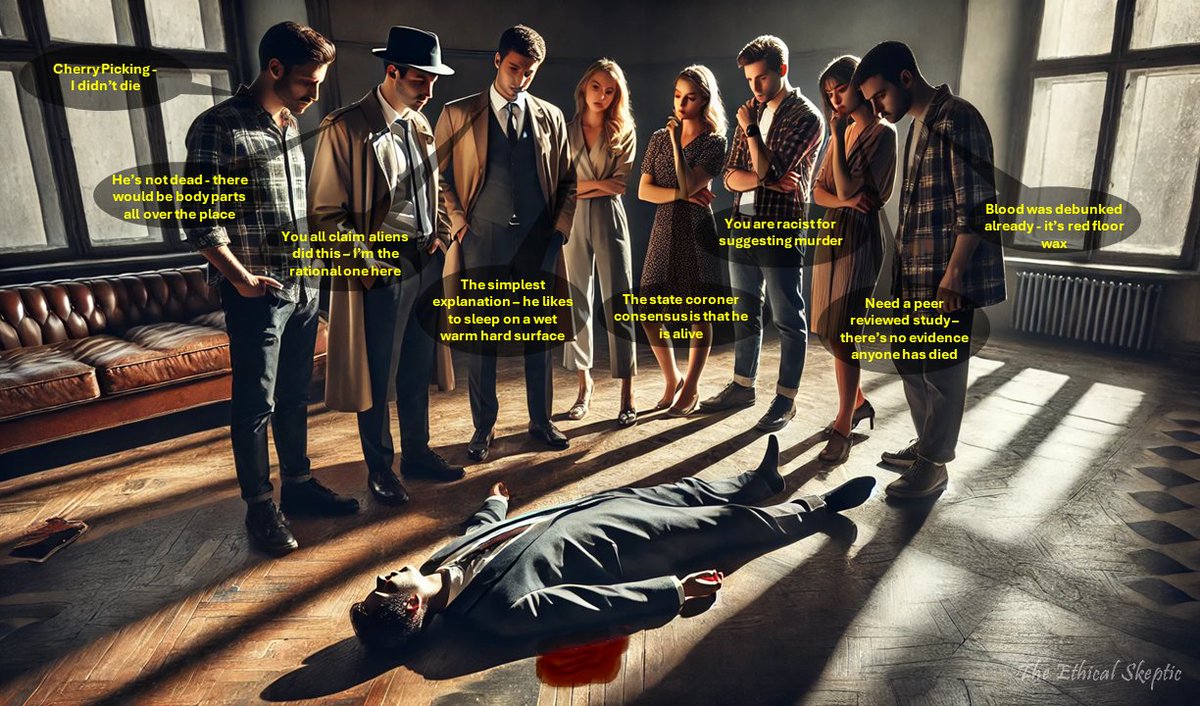 CherryPicking -
I didn't die
He's not dead - there
would be body parts
all over the place
You all claim aliens
did this – I'm the
rational one here
The simplest
explanation – he likes
to sleep on a wet
warm hard surface
The state coroner
consensus is that he
is alive
You are racist for
suggesting murder
Need a peer
reviewed study –
there's no evidence
anyone has died
Blood was debunked
already - it's red floor
wax
The Ethical Skeptic